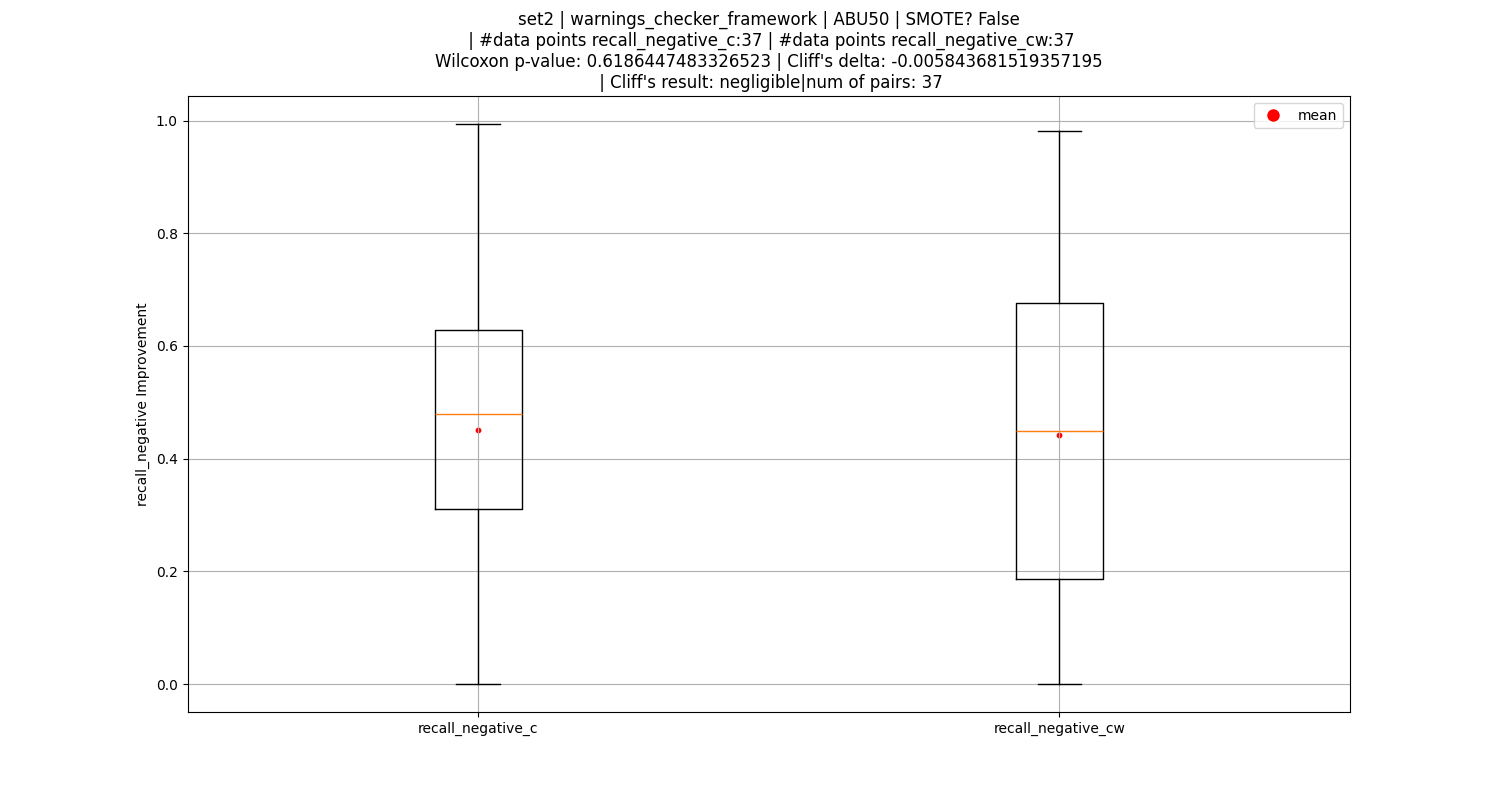 set2 | warnings_checker_framework | ABU50 | SMOTE? False
| #data points recall_negative_c:37 | #data points recall_negative_cw:37
Wilcoxon p-value: 0.6186447483326523 | Cliff's delta: -0.005843681519357195
| Cliff's result: negligible|num of pairs: 37
mean
1.0
0.8
0.6
0.4
0.2
0.0
recall_negative Improvement
recall_negative_c
recall_negative_cw